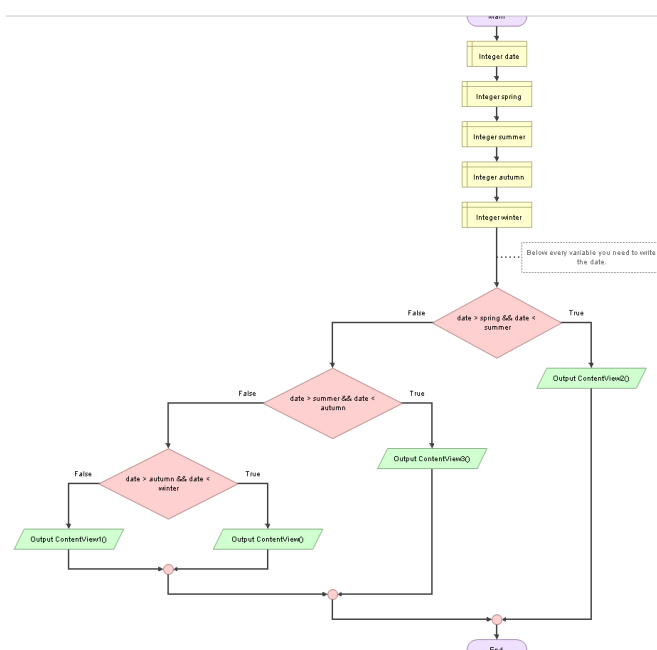 Main
Integer date
Integer spring
Integer summer
Integer autumn
Integer winter
Below every variable you need to write
the date.
False
date > spring && date <
summer
True
Output ContentView2()
False
date > summer && date <
autumn
True
Output ContentView3()
False
date > autumn && date <
winter
True
Output ContentView1()
Output ContentView()
End